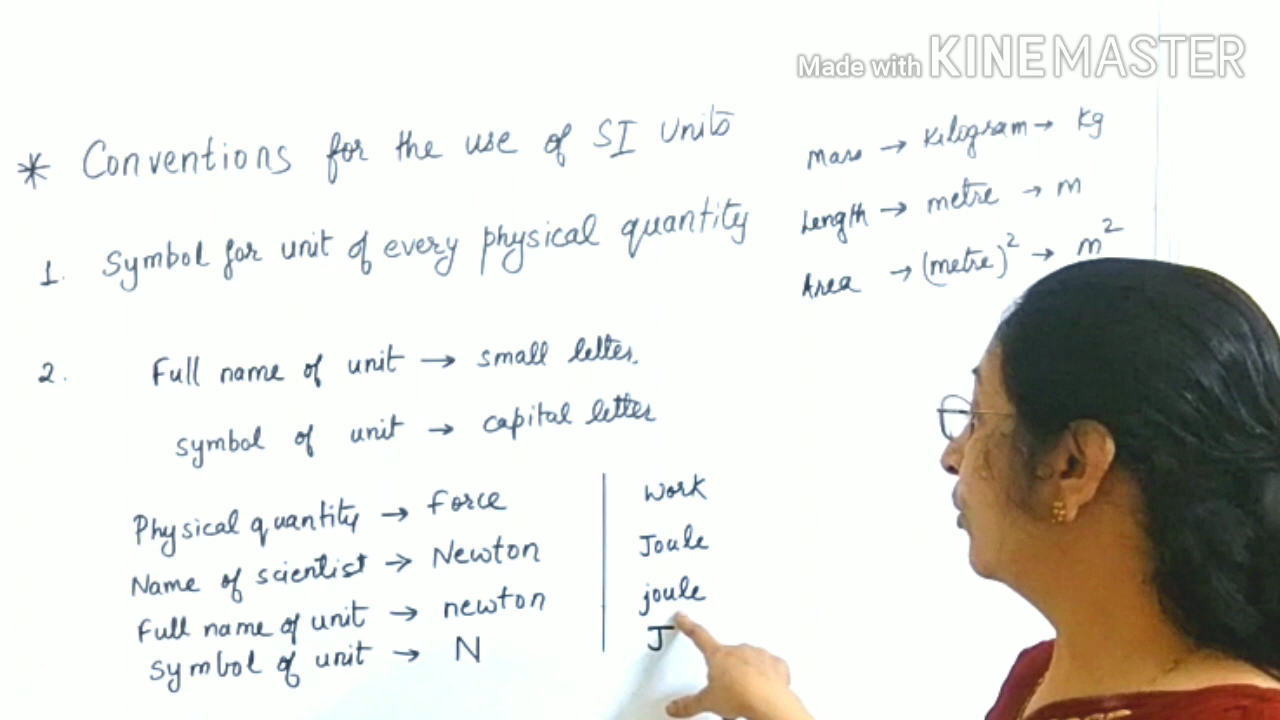 Made with KINEMASTER
* Conventions for the use of SI Units
1. Symbol for unit of every physical quantity
Mass → Kilogram → Kg
Length → metre → m
Area → (metre)² → m²
2. Full name of unit → small letter.
symbol of unit → capital letter
Physical quantity → Force | Work
Name of scientist → Newton | Joule
Full name of unit → newton | joule
Symbol of unit → N | J